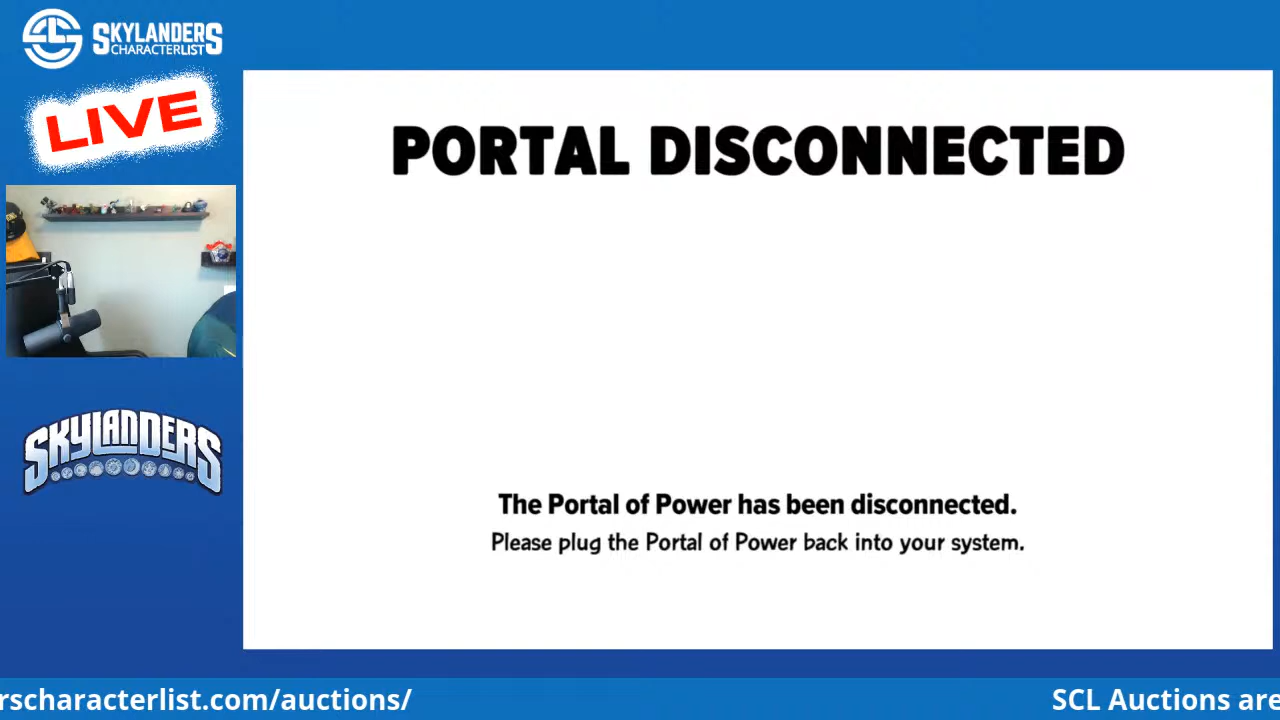 SKYLANDERS
CHARACTERLIST
LIVE
PORTAL DISCONNECTED
SKYLANDERS
The Portal of Power has been disconnected.
Please plug the Portal of Power back into your system.
rscharacterlist.com/auctions/
SCL Auctions are